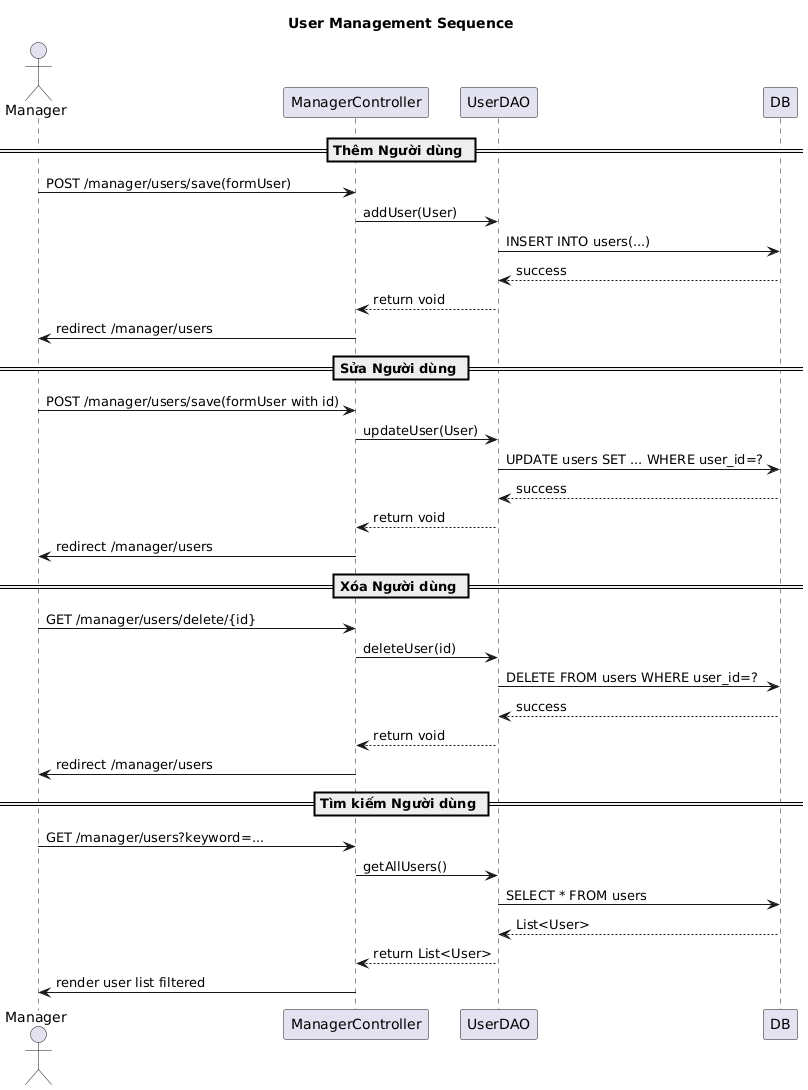 User Management Sequence
Manager
ManagerController
UserDAO
DB
Thêm Người dùng
POST /manager/users/save(formUser)
addUser(User)
INSERT INTO users(...)
success
return void
redirect /manager/users
Sửa Người dùng
POST /manager/users/save(formUser with id)
updateUser(User)
UPDATE users SET ... WHERE user_id=?
success
return void
redirect /manager/users
Xóa Người dùng
GET /manager/users/delete/{id}
deleteUser(id)
DELETE FROM users WHERE user_id=?
success
return void
redirect /manager/users
Tìm kiếm Người dùng
GET /manager/users?keyword=...
getAllUsers()
SELECT * FROM users
List<User>
return List<User>
render user list filtered
Manager
ManagerController
UserDAO
DB